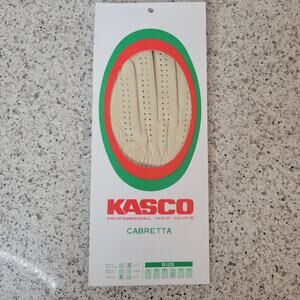 KASCO
PROFESSIONAL GOLF GLOVE
CABRETTA
SIZE